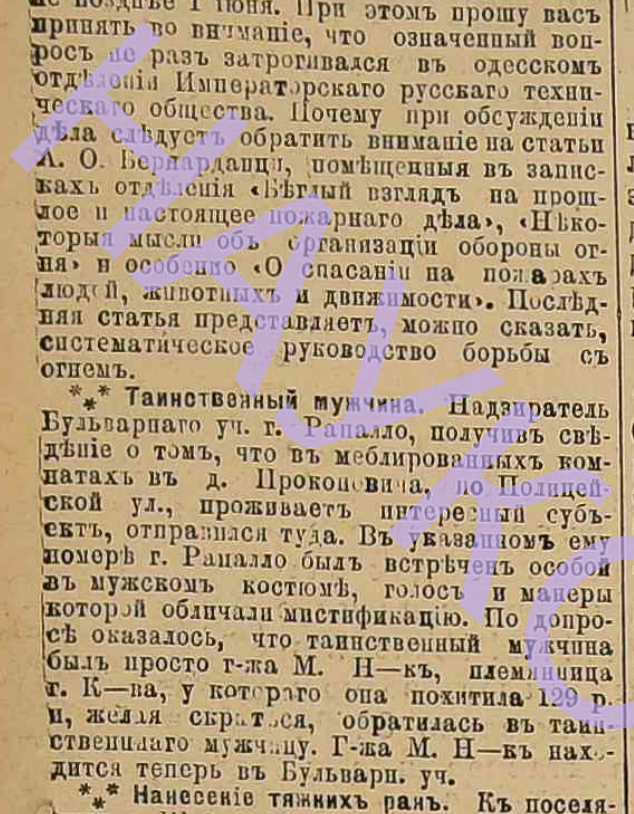 не позднѣе 1 іюня. При этомъ прошу васъ
принять во вниманіе, что означенный воп-
росъ не разъ затрогивался въ одесскомъ
отдѣленіи Императорскаго русскаго техни-
ческаго общества. Почему при обсужденіи
дѣла слѣдуетъ обратить вниманіе на статьи
А. О. Бернардацци, помѣщенныя въ запис-
кахъ отдѣленія «Бѣглый взглядъ на прош-
лое и настоящее пожарнаго дѣла», «Нѣко-
торыя мысли объ организаціи обороны ог-
ня» и особенно «О спасаніи на пожарахъ
людей, животныхъ и движимости». Послѣд-
няя статья представляетъ, можно сказать,
систематическое руководство борьбы съ
огнемъ.
*** Таинственный мужчина. Надзиратель
Бульварнаго уч. г. Рапалло, получивъ свѣ-
дѣніе о томъ, что въ меблированныхъ ком-
натахъ въ д. Прокоповича, по Полицей-
ской ул., проживаетъ интересный субъ-
ектъ, отправился туда. Въ указанномъ ему
номерѣ г. Рапалло былъ встрѣченъ особой
въ мужскомъ костюмѣ, голосъ и манеры
которой обличали мистификацію. По допро-
сѣ оказалось, что таинственный мужчина
былъ просто г-жа М. Н—къ, племянница
г. К—ва, у котораго она похитила 129 р.
и, желая скрыться, обратилась въ таин-
ственнаго мужчину. Г-жа М. Н—къ нахо-
дится теперь въ Бульварн. уч.
*** Нанесеніе тяжкихъ ранъ. Къ поселя-